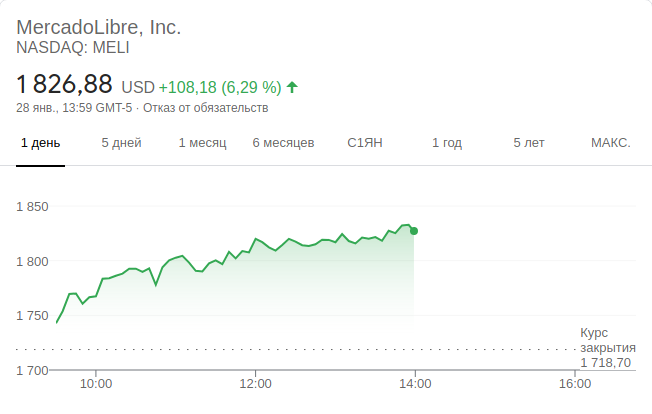 MercadoLibre, Inc.
NASDAQ: MELI
1 826,88 USD +108,18 (6,29 %)
28 янв., 13:59 GMT-5 · Отказ от обязательств
1 день 5 дней 1 месяц 6 месяцев С1ЯН 1 год 5 лет МАКС.
1 850
1 800
1 750
Курс
закрытия
1 718,70
1 700
10:00 12:00 14:00 16:00